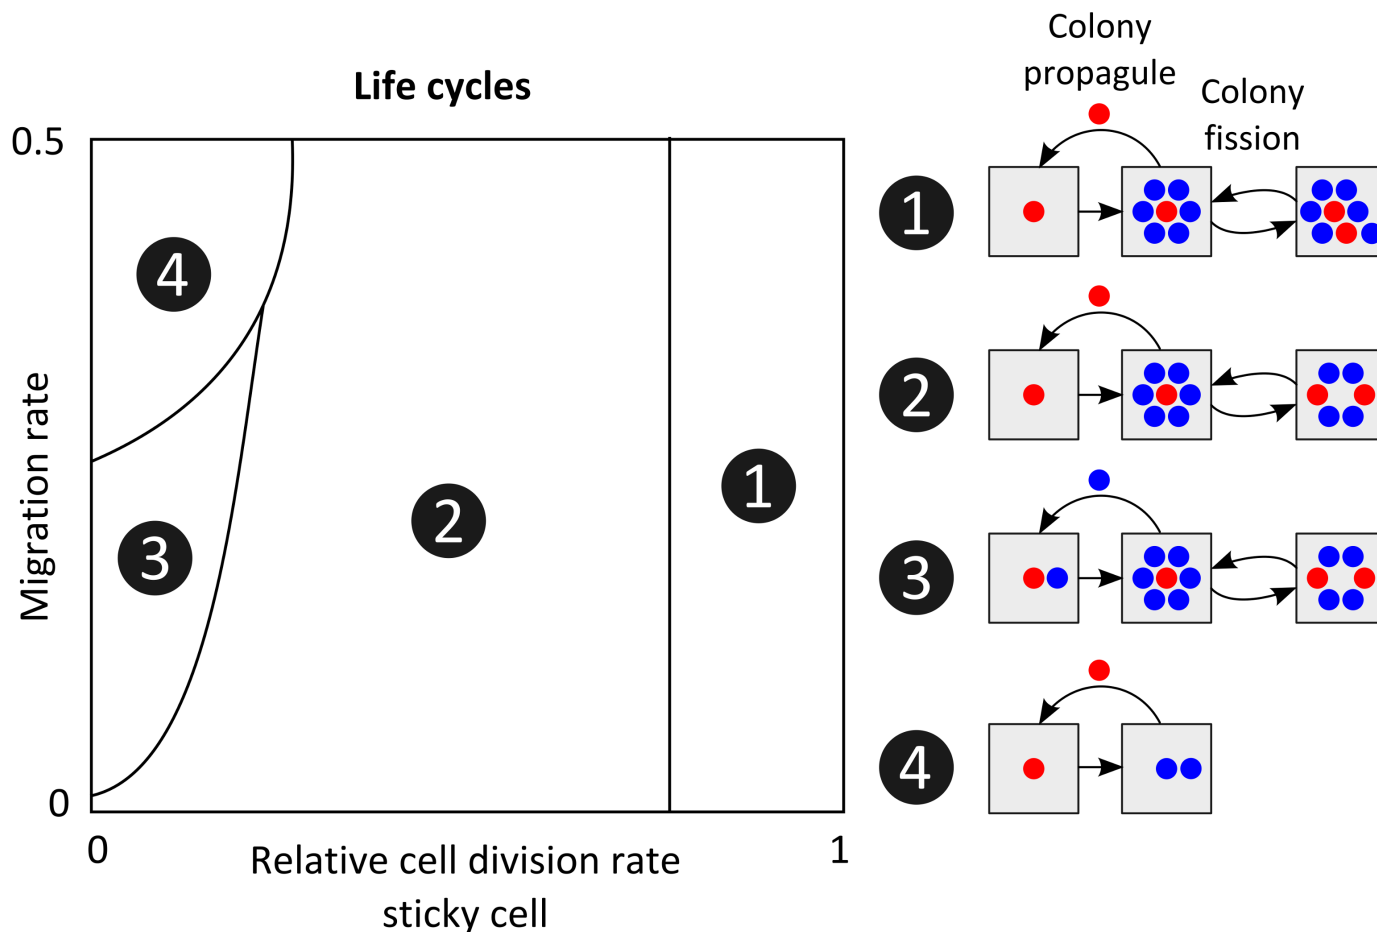 Life cycles
0.5
Migration rate
0
0
1
Relative cell division rate
sticky cell
4
3
2
1
Colony
propagule
Colony
fission
1
2
3
4